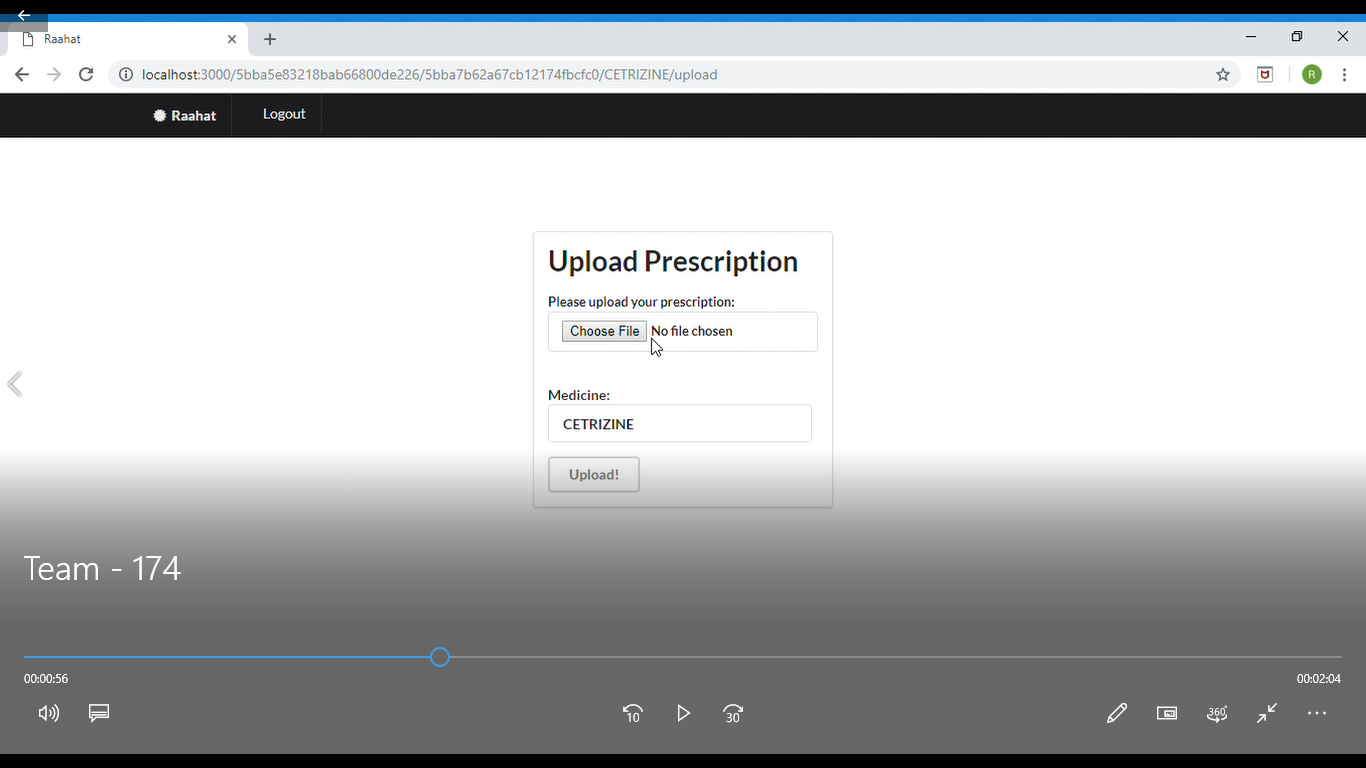 Raahat
localhost:3000/5bba5e83218bab66800de226/5bba7b62a67cb12174fbcfc0/CETRIZINE/upload
R
Raahat
Logout
Upload Prescription
Please upload your prescription:
Choose File No file chosen
Medicine:
CETRIZINE
Upload!
Team - 174
00:00:56
00:02:04
10
30
360